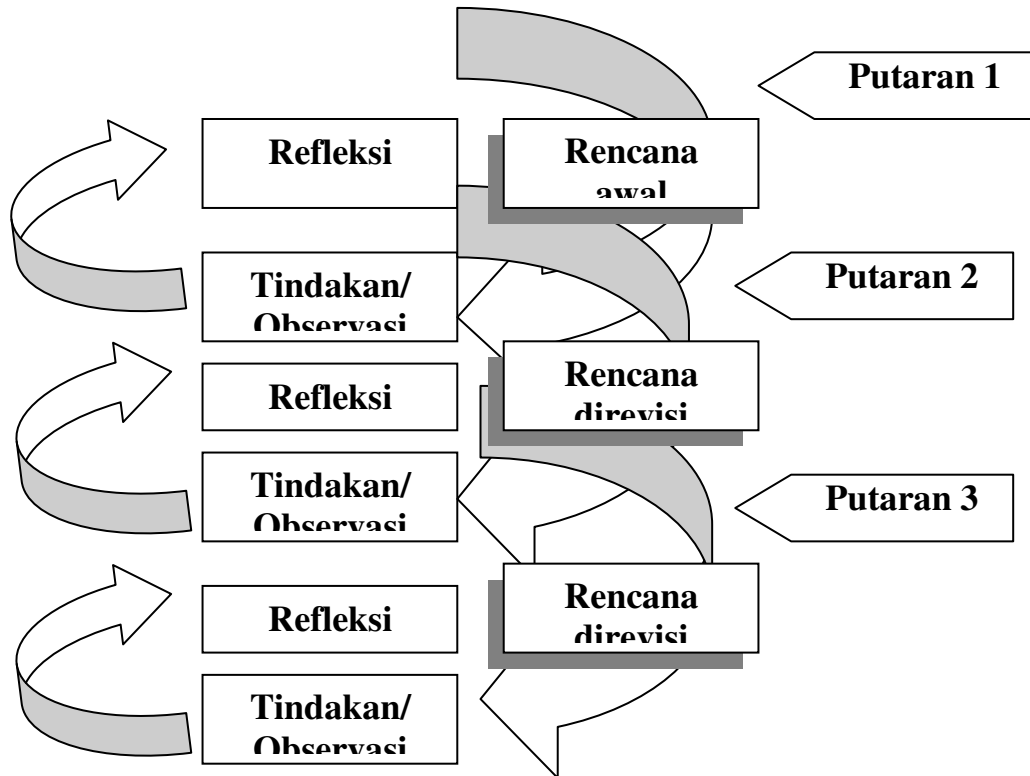 Putaran 1
Refleksi
Rencana
awal
Putaran 2
Tindakan/
Observasi
Refleksi
Rencana
direvisi
Putaran 3
Tindakan/
Observasi
Refleksi
Rencana
direvisi
Tindakan/
Observasi